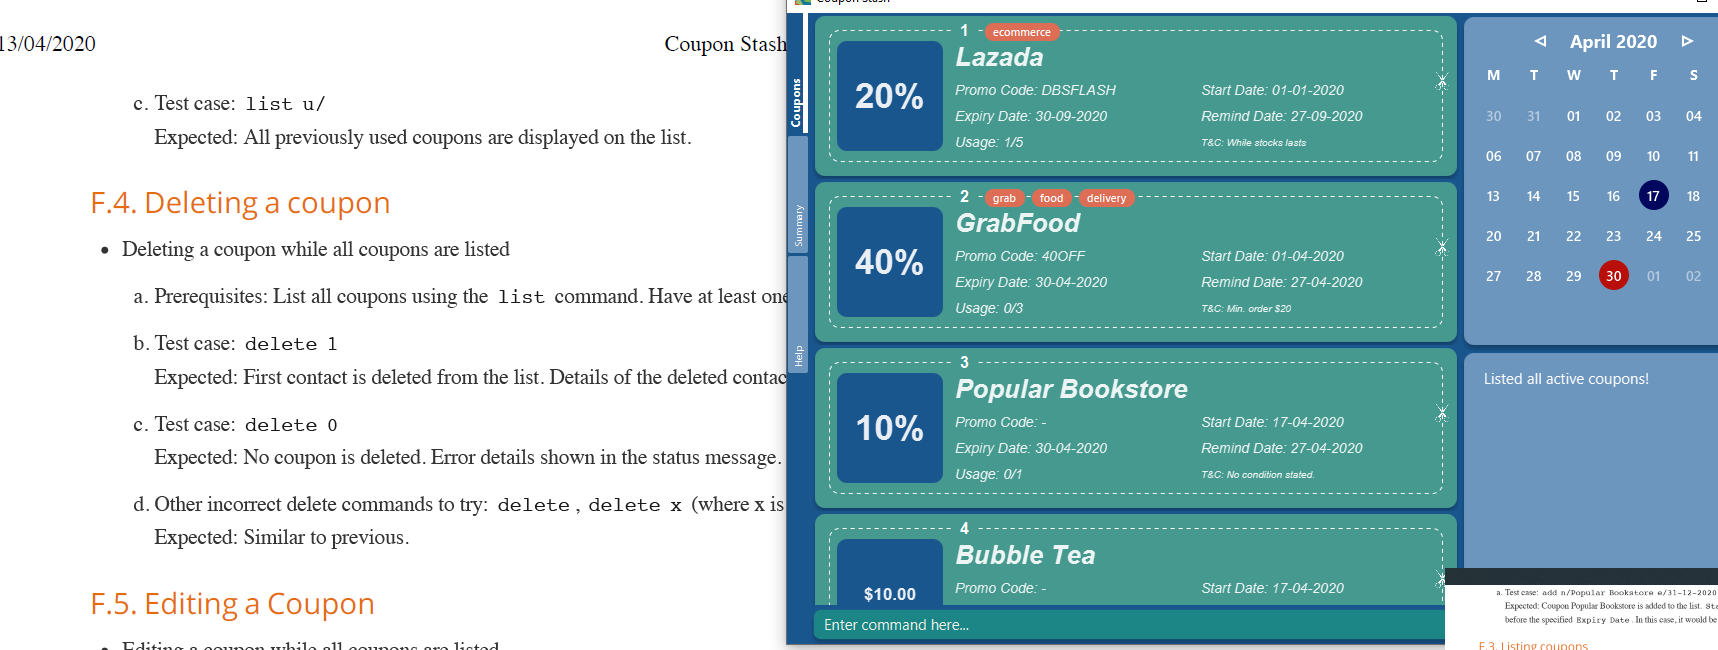 13/04/2020
Coupon Stash
c. Test case: list u/
Expected: All previously used coupons are displayed on the list.
F.4. Deleting a coupon
• Deleting a coupon while all coupons are listed
a. Prerequisites: List all coupons using the list command. Have at least one
b. Test case: delete 1
Expected: First contact is deleted from the list. Details of the deleted contac
c. Test case: delete 0
Expected: No coupon is deleted. Error details shown in the status message.
d. Other incorrect delete commands to try: delete, delete x (where x is
Expected: Similar to previous.
F.5. Editing a Coupon
• Editing a coupon while all coupons are listed
Coupon Stash
Coupons
Summary
Help
1 ecommerce
Lazada
20%
Promo Code: DBSFLASH
Start Date: 01-01-2020
Expiry Date: 30-09-2020
Remind Date: 27-09-2020
Usage: 1/5
T&C: While stocks lasts
2 grab food delivery
GrabFood
40%
Promo Code: 40OFF
Start Date: 01-04-2020
Expiry Date: 30-04-2020
Remind Date: 27-04-2020
Usage: 0/3
T&C: Min. order $20
3
Popular Bookstore
10%
Promo Code: -
Start Date: 17-04-2020
Expiry Date: 30-04-2020
Remind Date: 27-04-2020
Usage: 0/1
T&C: No condition stated.
4
Bubble Tea
$10.00
Promo Code: -
Start Date: 17-04-2020
Enter command here...
April 2020
M T W T F S
30 31 01 02 03 04
06 07 08 09 10 11
13 14 15 16 17 18
20 21 22 23 24 25
27 28 29 30 01 02
Listed all active coupons!
a. Test case: add n/Popular Bookstore e/31-12-2020
Expected: Coupon Popular Bookstore is added to the list. Sta
before the specified Expiry Date. In this case, it would be
F.3. Listing coupons